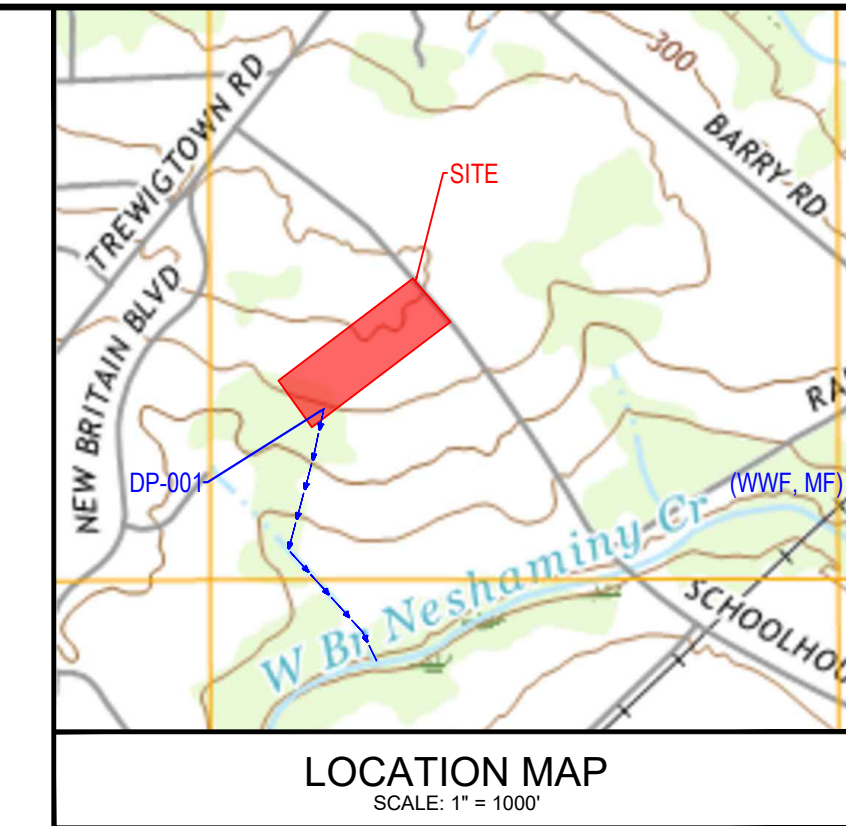 300
TREWIGTOWN RD
BARRY RD
SITE
NEW BRITAIN BLVD
DP-001
(WWF, MF)
W Br Neshaminy Cr
LOCATION MAP
SCALE: 1" = 1000'